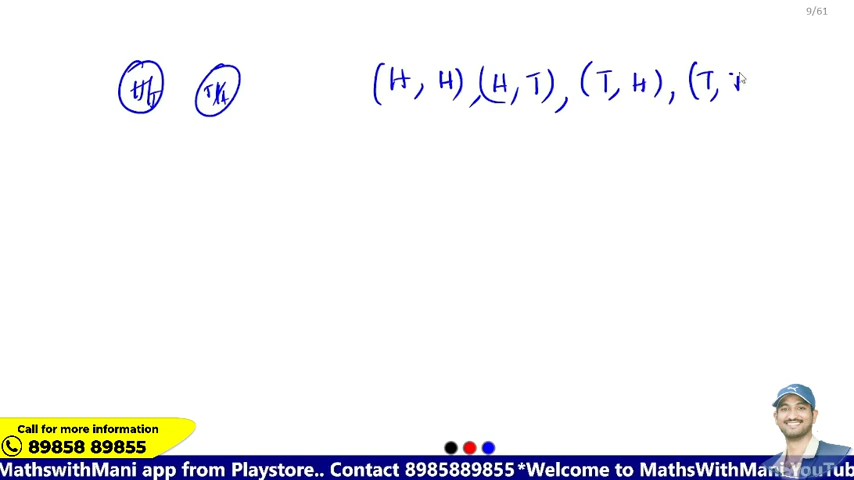 9/61
H/T T/H (H, H), (H, T), (T, H), (T, T
Call for more information
89858 89855
MathswithMani app from Playstore.. Contact 8985889855*Welcome to MathsWithMani YouTub